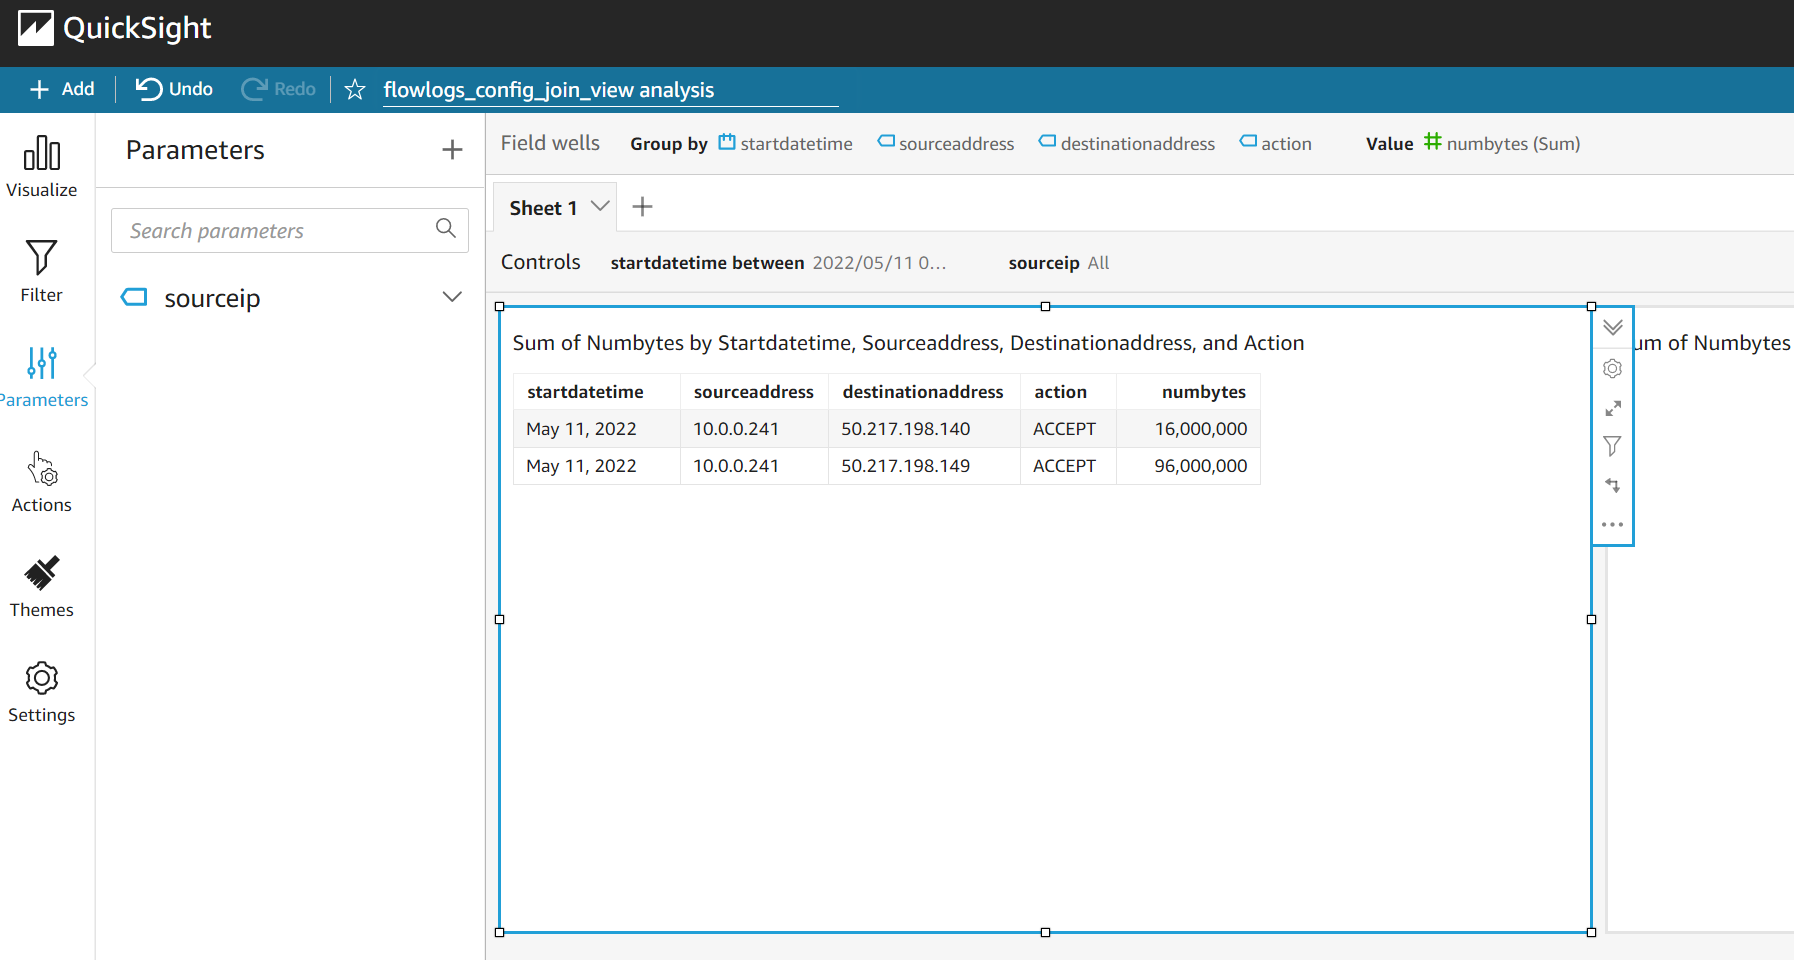 QuickSight
Add Undo Redo flowlogs_config_join_view analysis
Visualize
Filter
Parameters
Actions
Themes
Settings
Parameters
Search parameters
sourceip
Field wells Group by startdatetime sourceaddress destinationaddress action Value numbytes (Sum)
Sheet 1
Controls startdatetime between 2022/05/11 0... sourceip All
Sum of Numbytes by Startdatetime, Sourceaddress, Destinationaddress, and Action
startdatetime sourceaddress destinationaddress action numbytes
May 11, 2022 10.0.0.241 50.217.198.140 ACCEPT 16,000,000
May 11, 2022 10.0.0.241 50.217.198.149 ACCEPT 96,000,000
um of Numbytes